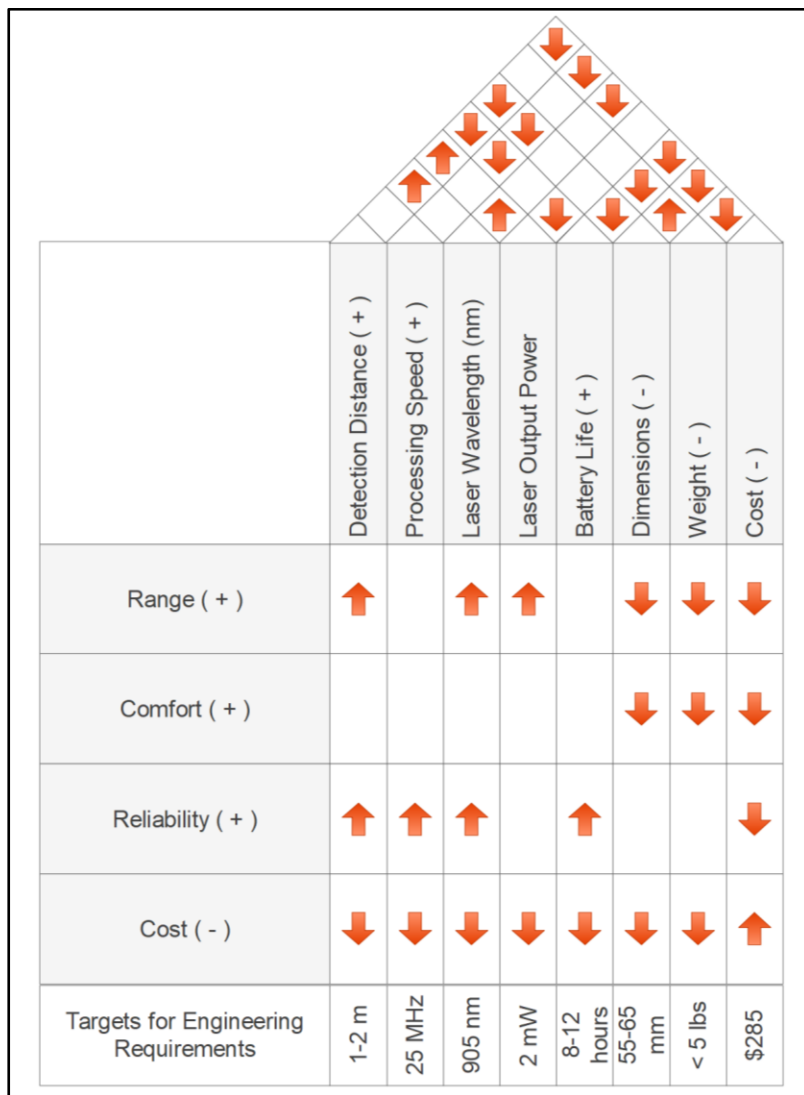 Detection Distance ( + )
Processing Speed ( + )
Laser Wavelength (nm)
Laser Output Power
Battery Life ( + )
Dimensions ( - )
Weight ( - )
Cost ( - )
Range ( + )
Comfort ( + )
Reliability ( + )
Cost ( - )
Targets for Engineering
Requirements
1-2 m
25 MHz
905 nm
2 mW
8-12
hours
55-65
mm
< 5 lbs
$285